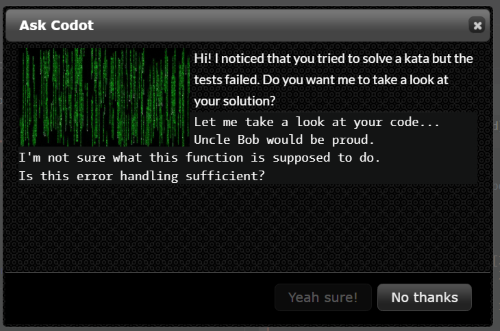 Ask Codot
Hi! I noticed that you tried to solve a kata but the
tests failed. Do you want me to take a look at
your solution?
Let me take a look at your code...
Uncle Bob would be proud.
I'm not sure what this function is supposed to do.
Is this error handling sufficient?
Yeah sure!
No thanks